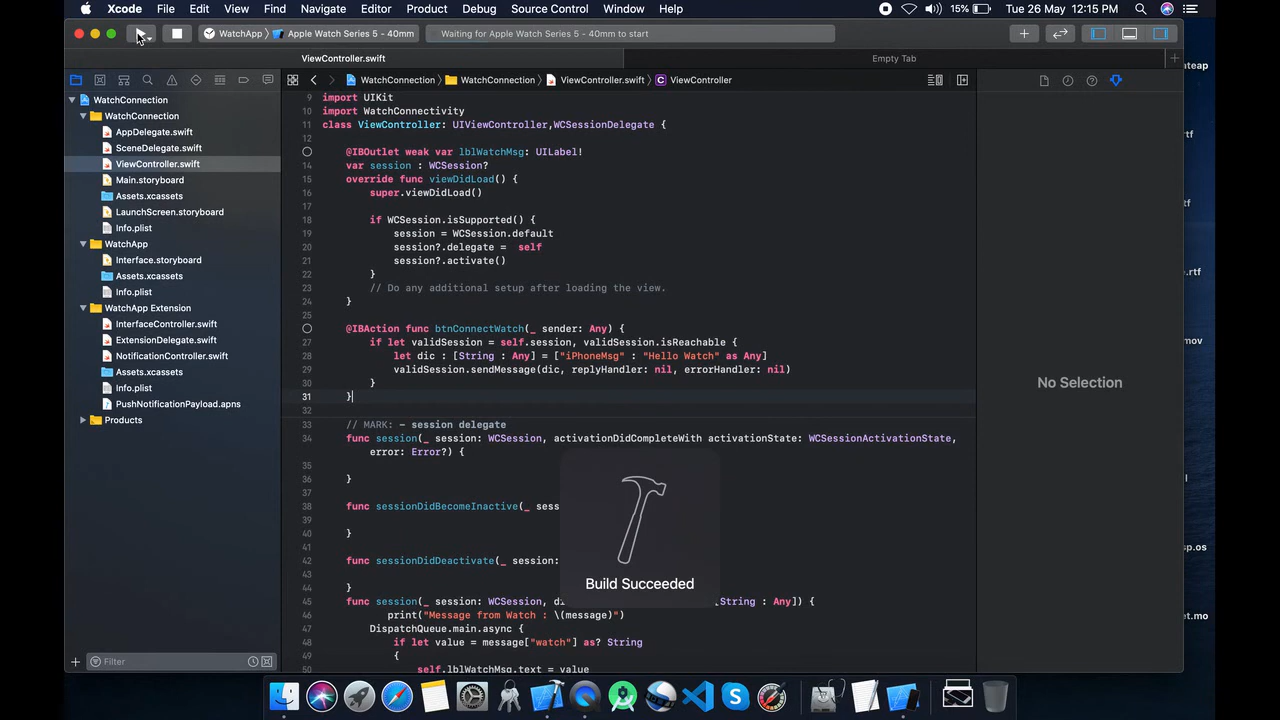 Xcode File Edit View Find Navigate Editor Product Debug Source Control Window Help 15% Tue 26 May 12:15 PM
WatchApp Apple Watch Series 5 - 40mm Waiting for Apple Watch Series 5 - 40mm to start
ViewController.swift Empty Tab
WatchConnection WatchConnection ViewController.swift C ViewController
WatchConnection
WatchConnection
AppDelegate.swift
SceneDelegate.swift
ViewController.swift
Main.storyboard
Assets.xcassets
LaunchScreen.storyboard
Info.plist
WatchApp
Interface.storyboard
Assets.xcassets
Info.plist
WatchApp Extension
InterfaceController.swift
ExtensionDelegate.swift
NotificationController.swift
Assets.xcassets
Info.plist
PushNotificationPayload.apns
Products
Filter
9 import UIKit
10 import WatchConnectivity
11 class ViewController: UIViewController,WCSessionDelegate {
12
@IBOutlet weak var lblWatchMsg: UILabel!
14 var session : WCSession?
15 override func viewDidLoad() {
16 super.viewDidLoad()
17
18 if WCSession.isSupported() {
19 session = WCSession.default
20 session?.delegate = self
21 session?.activate()
22 }
23 // Do any additional setup after loading the view.
24 }
25
@IBAction func btnConnectWatch(_ sender: Any) {
27 if let validSession = self.session, validSession.isReachable {
28 let dic : [String : Any] = ["iPhoneMsg" : "Hello Watch" as Any]
29 validSession.sendMessage(dic, replyHandler: nil, errorHandler: nil)
30 }
31 }
32
33 // MARK: - session delegate
34 func session(_ session: WCSession, activationDidCompleteWith activationState: WCSessionActivationState,
error: Error?) {
35
36 }
37
38 func sessionDidBecomeInactive(_ sess
39
40 }
41
42 func sessionDidDeactivate(_ session:
43
44 }
45 func session(_ session: WCSession, di [String : Any]) {
46 print("Message from Watch : \(message)")
47 DispatchQueue.main.async {
48 if let value = message["watch"] as? String
49 {
50 self.lblWatchMsg.text = value
Build Succeeded
No Selection
ateap
rtf
e.rtf
mov
sp.os
et.mo